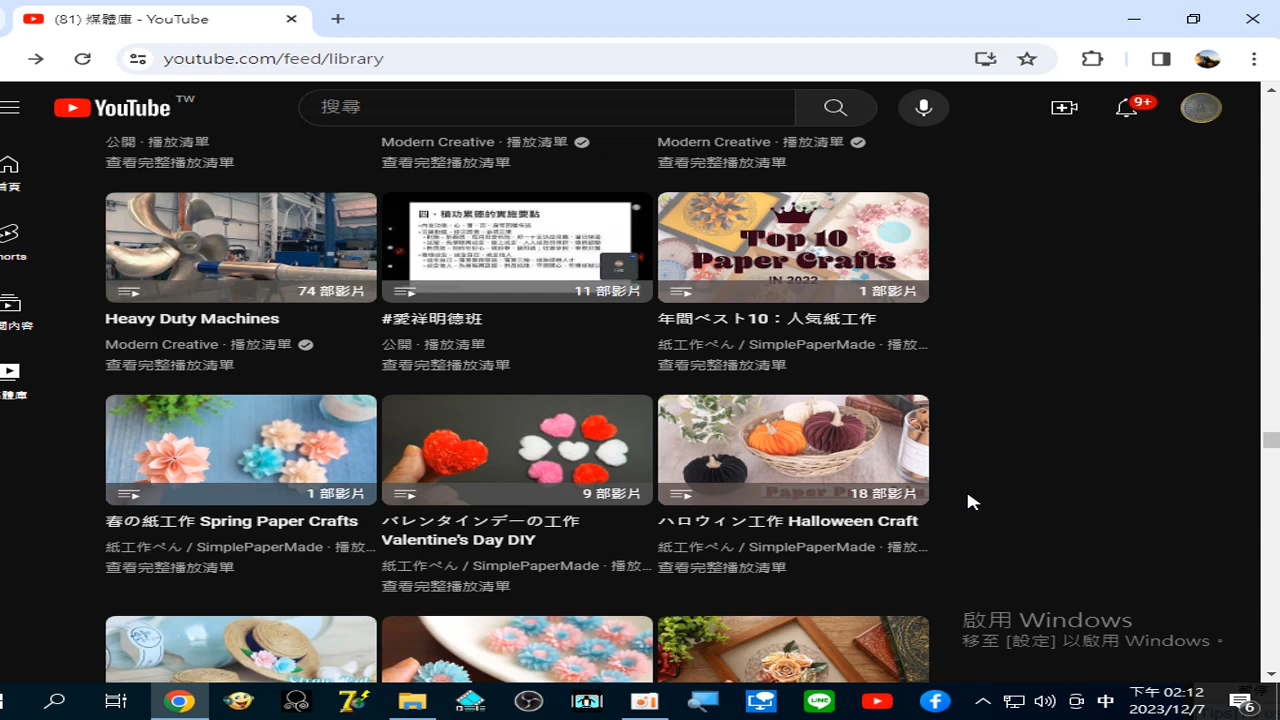 (81) 媒體庫 - YouTube
youtube.com/feed/library
YouTube TW
搜尋
9+
首頁
公開 · 播放清單
查看完整播放清單
Modern Creative · 播放清單
查看完整播放清單
Modern Creative · 播放清單
查看完整播放清單
74 部影片
Heavy Duty Machines
Modern Creative · 播放清單
查看完整播放清單
四、積功累德的實施要點
11 部影片
#愛祥明德班
公開 · 播放清單
查看完整播放清單
Top 10
Paper Crafts
IN 2022
1 部影片
年間ベスト10：人気紙工作
紙工作ぺん / SimplePaperMade · 播放...
查看完整播放清單
1 部影片
春の紙工作 Spring Paper Crafts
紙工作ぺん / SimplePaperMade · 播放...
查看完整播放清單
9 部影片
バレンタインデーの工作
Valentine's Day DIY
紙工作ぺん / SimplePaperMade · 播放...
查看完整播放清單
18 部影片
ハロウィン工作 Halloween Craft
紙工作ぺん / SimplePaperMade · 播放...
查看完整播放清單
啟用 Windows
移至 [設定] 以啟用 Windows。
中
下午 02:12
2023/12/7
6